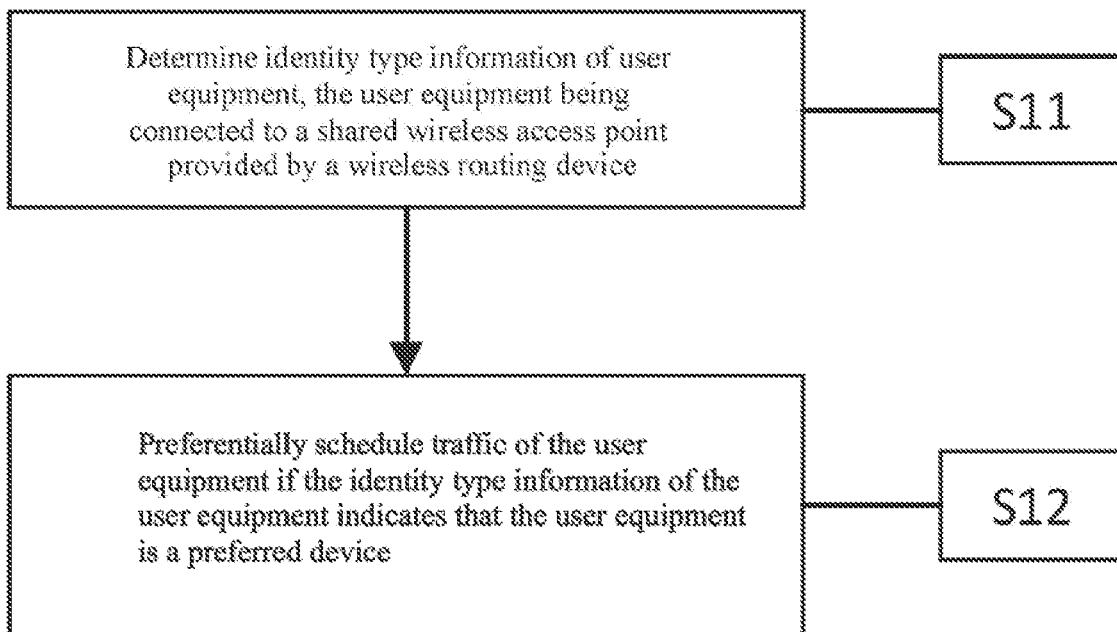 Determine identity type information of user
equipment, the user equipment being
connected to a shared wireless access point
provided by a wireless routing device
S11
Preferentially schedule traffic of the user
equipment if the identity type information of the
user equipment indicates that the user equipment
is a preferred device
S12